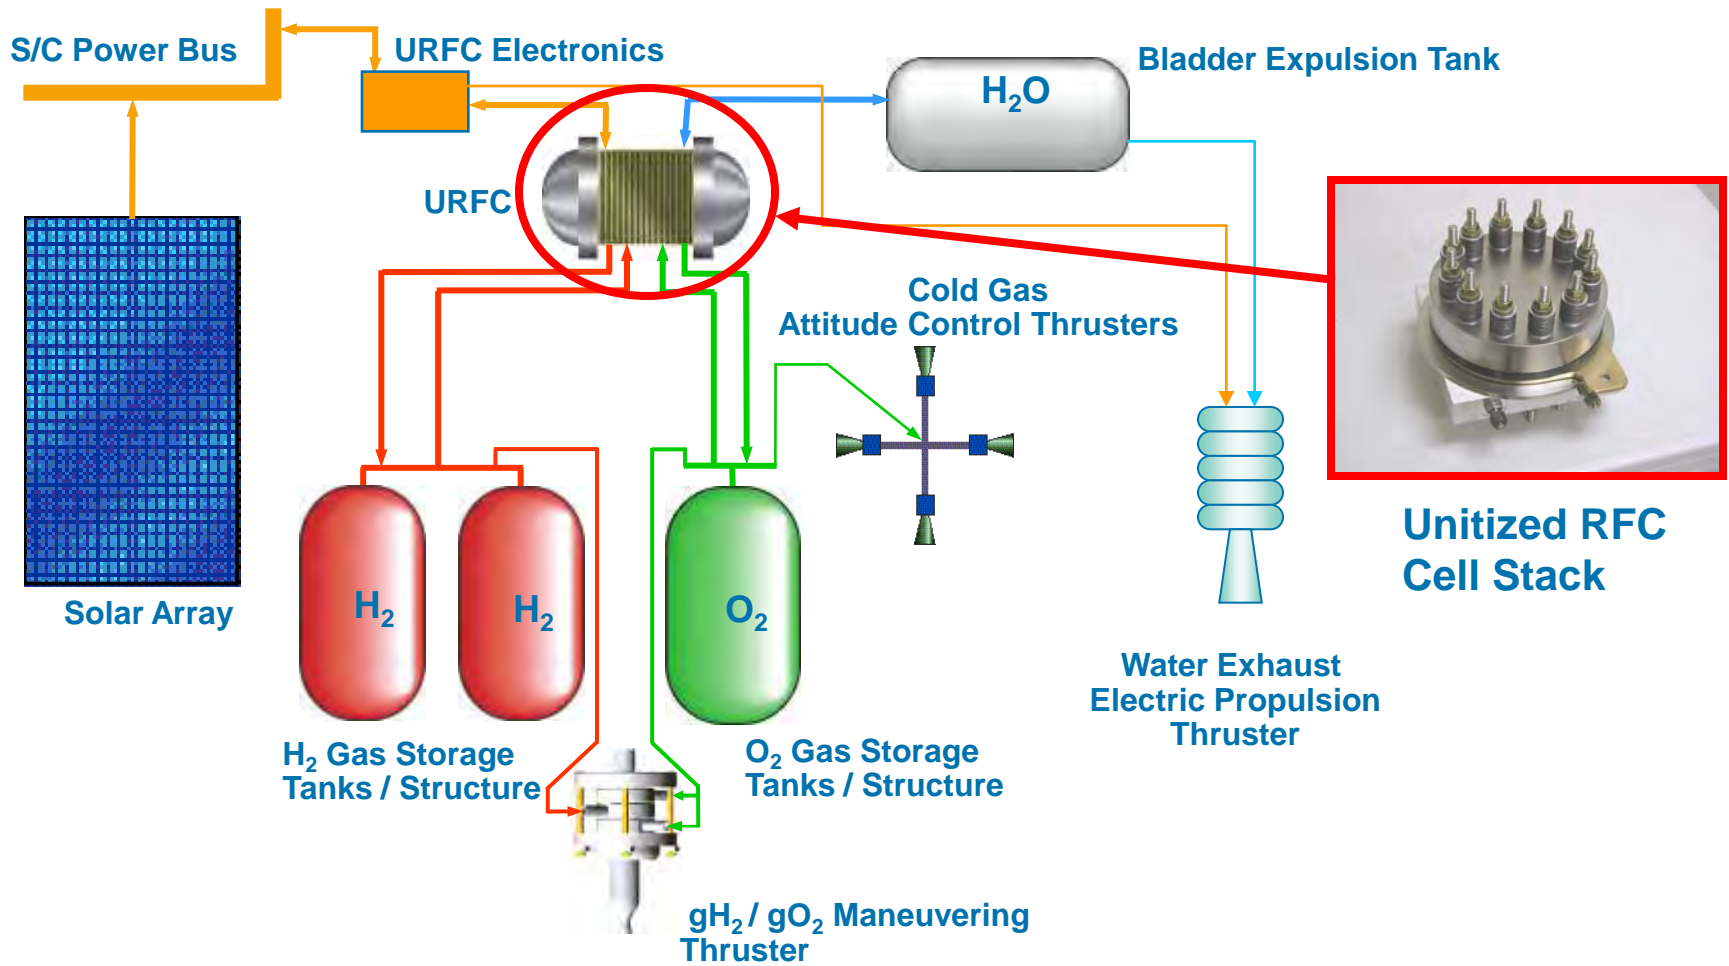 S/C Power Bus
URFC Electronics
Bladder Expulsion Tank
H₂O
URFC
Cold Gas
Attitude Control Thrusters
Unitized RFC
Cell Stack
H₂
H₂
O₂
Solar Array
Water Exhaust
Electric Propulsion
Thruster
H₂ Gas Storage
Tanks / Structure
O₂ Gas Storage
Tanks / Structure
gH₂ / gO₂ Maneuvering
Thruster